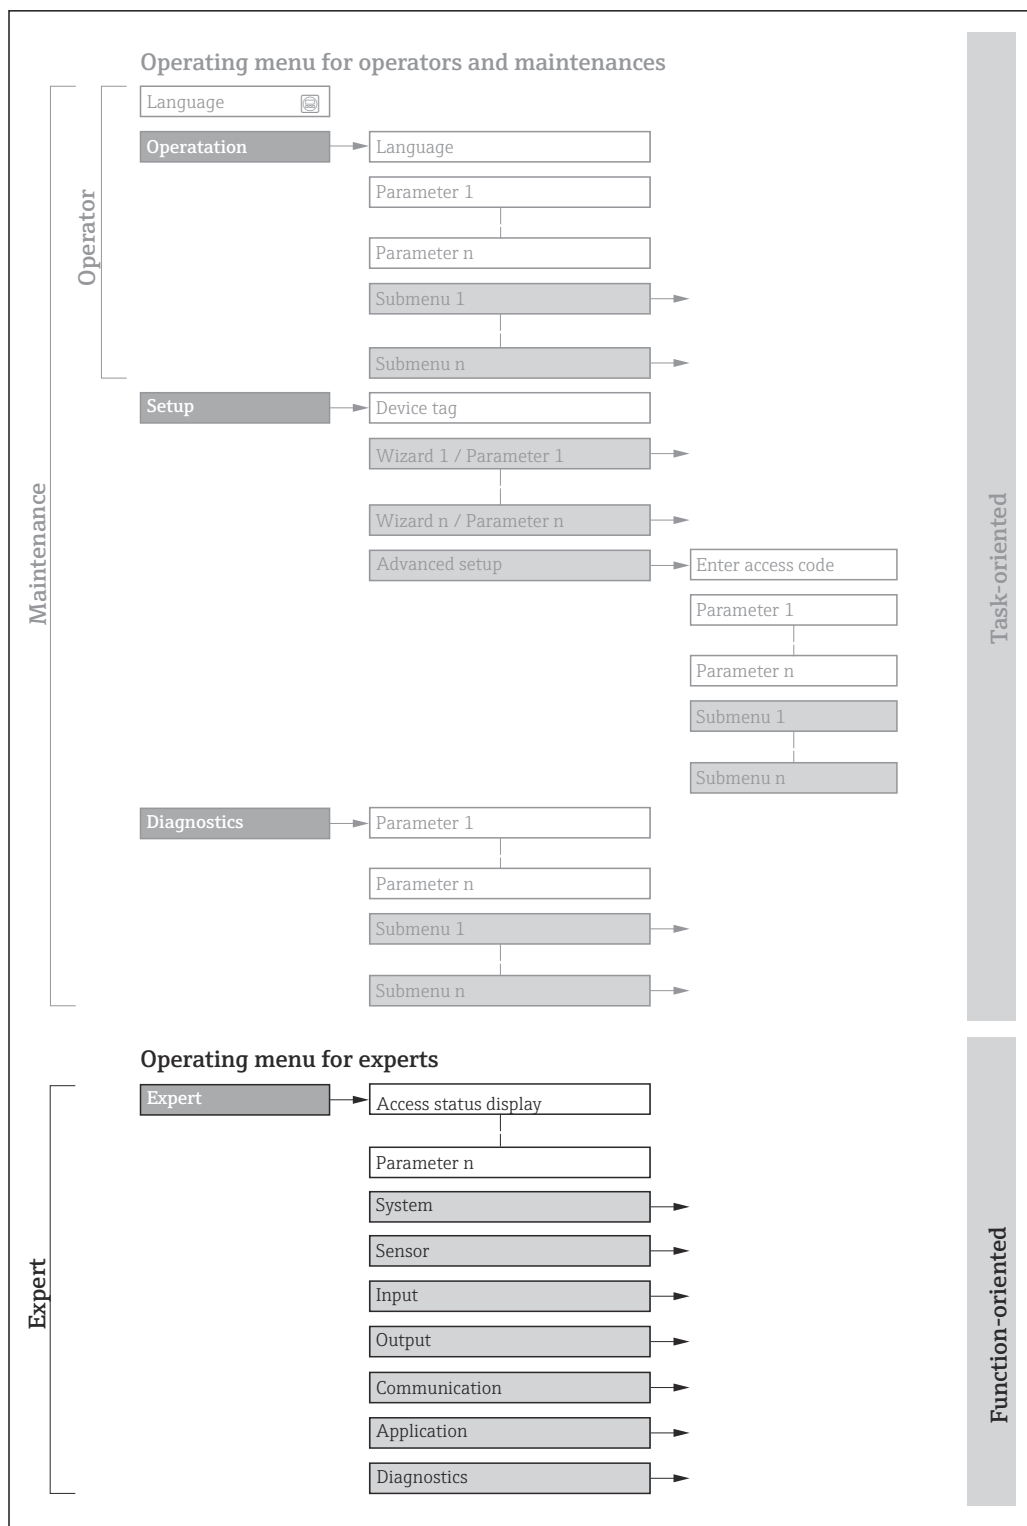 Operating menu for operators and maintenances
Language
Operatation
Language
Parameter 1
Parameter n
Submenu 1
Submenu n
Operator
Setup
Device tag
Wizard 1 / Parameter 1
Wizard n / Parameter n
Advanced setup
Enter access code
Parameter 1
Parameter n
Submenu 1
Submenu n
Maintenance
Task-oriented
Diagnostics
Parameter 1
Parameter n
Submenu 1
Submenu n
Operating menu for experts
Expert
Access status display
Parameter n
System
Sensor
Input
Output
Communication
Application
Diagnostics
Expert
Function-oriented